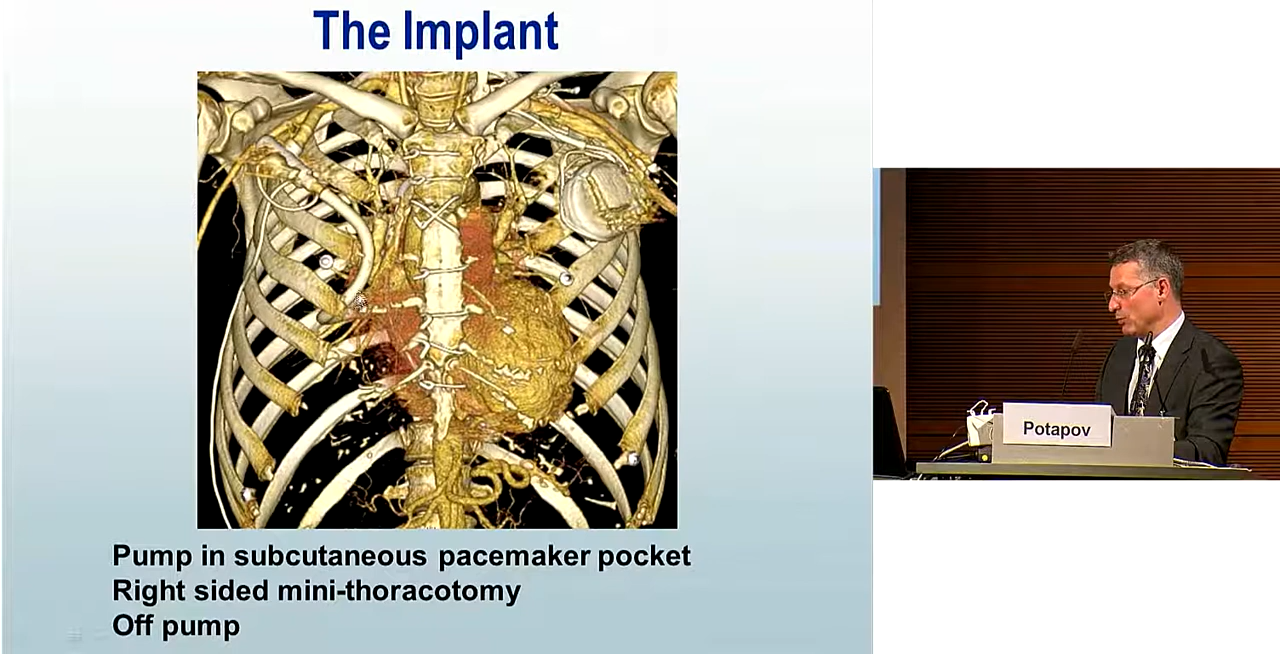 The Implant
Pump in subcutaneous pacemaker pocket
Right sided mini-thoracotomy
Off pump
Potapov